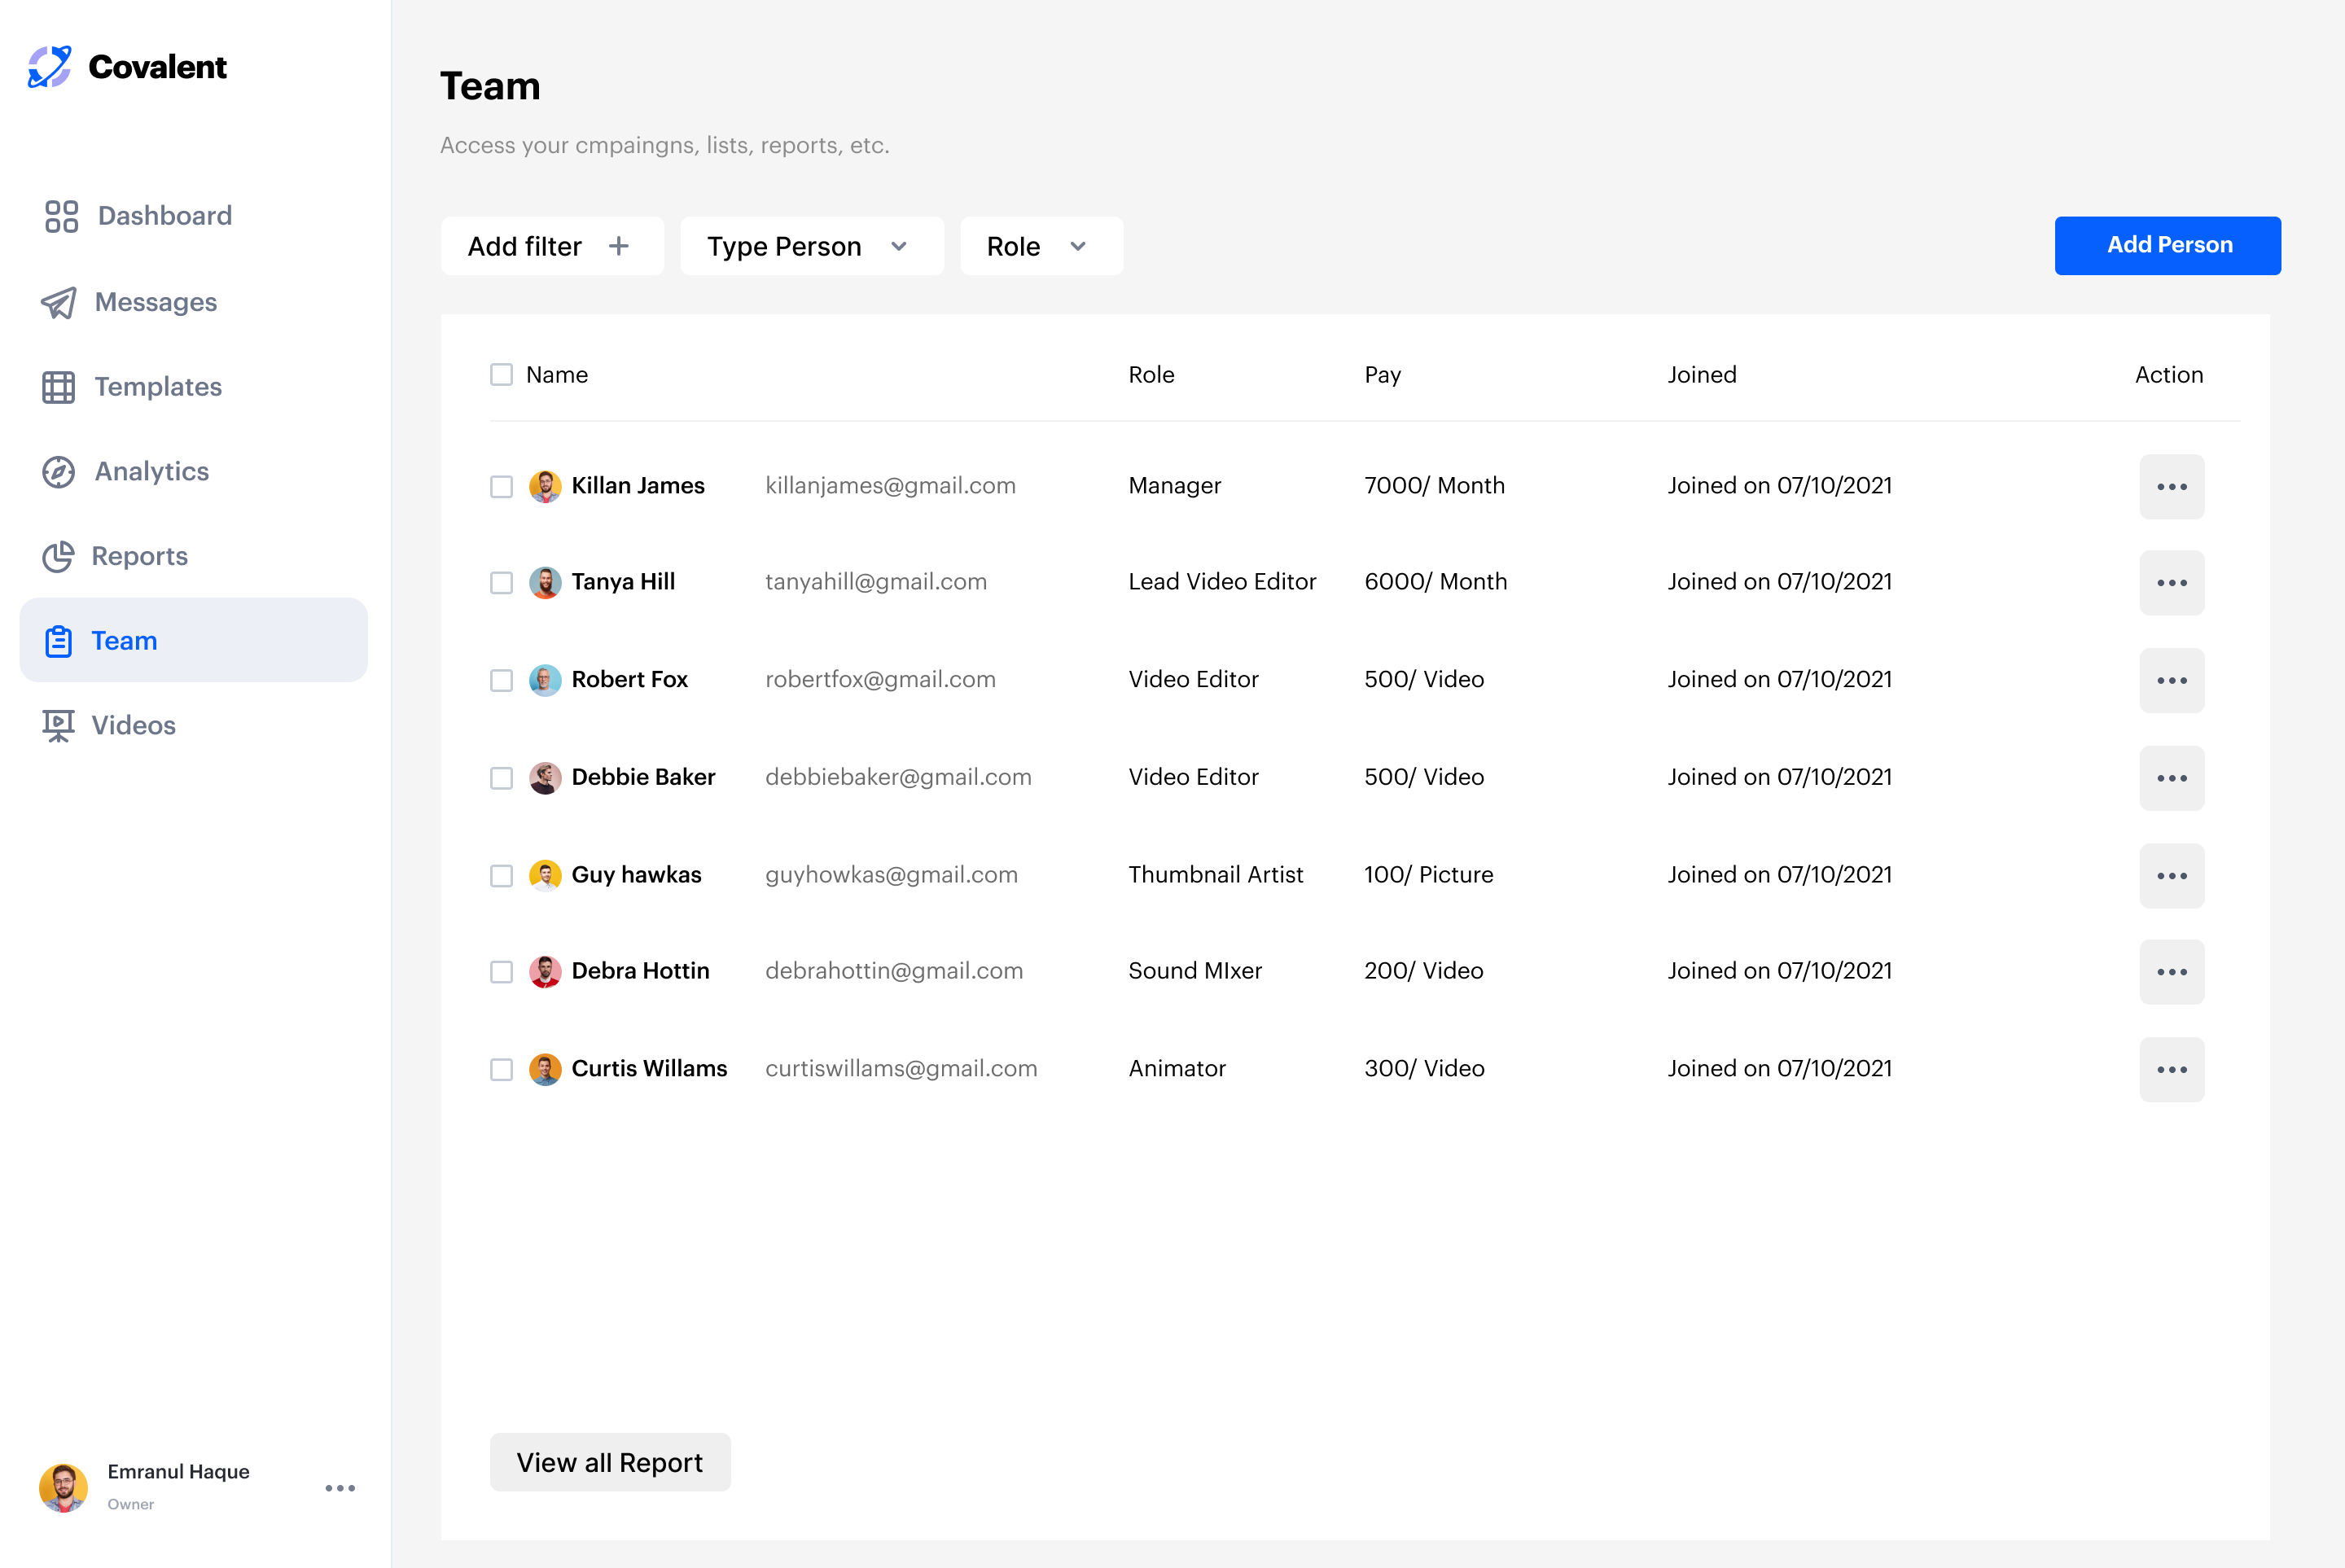 Covalent
Dashboard
Messages
Templates
Analytics
Reports
Team
Videos
Emranul Haque
Owner
Team
Access your cmpaingns, lists, reports, etc.
Add filter Type Person Role Add Person
Name Role Pay Joined Action
Killan James killanjames@gmail.com Manager 7000/ Month Joined on 07/10/2021
Tanya Hill tanyahill@gmail.com Lead Video Editor 6000/ Month Joined on 07/10/2021
Robert Fox robertfox@gmail.com Video Editor 500/ Video Joined on 07/10/2021
Debbie Baker debbiebaker@gmail.com Video Editor 500/ Video Joined on 07/10/2021
Guy hawkas guyhowkas@gmail.com Thumbnail Artist 100/ Picture Joined on 07/10/2021
Debra Hottin debrahottin@gmail.com Sound MIxer 200/ Video Joined on 07/10/2021
Curtis Willams curtiswillams@gmail.com Animator 300/ Video Joined on 07/10/2021
View all Report